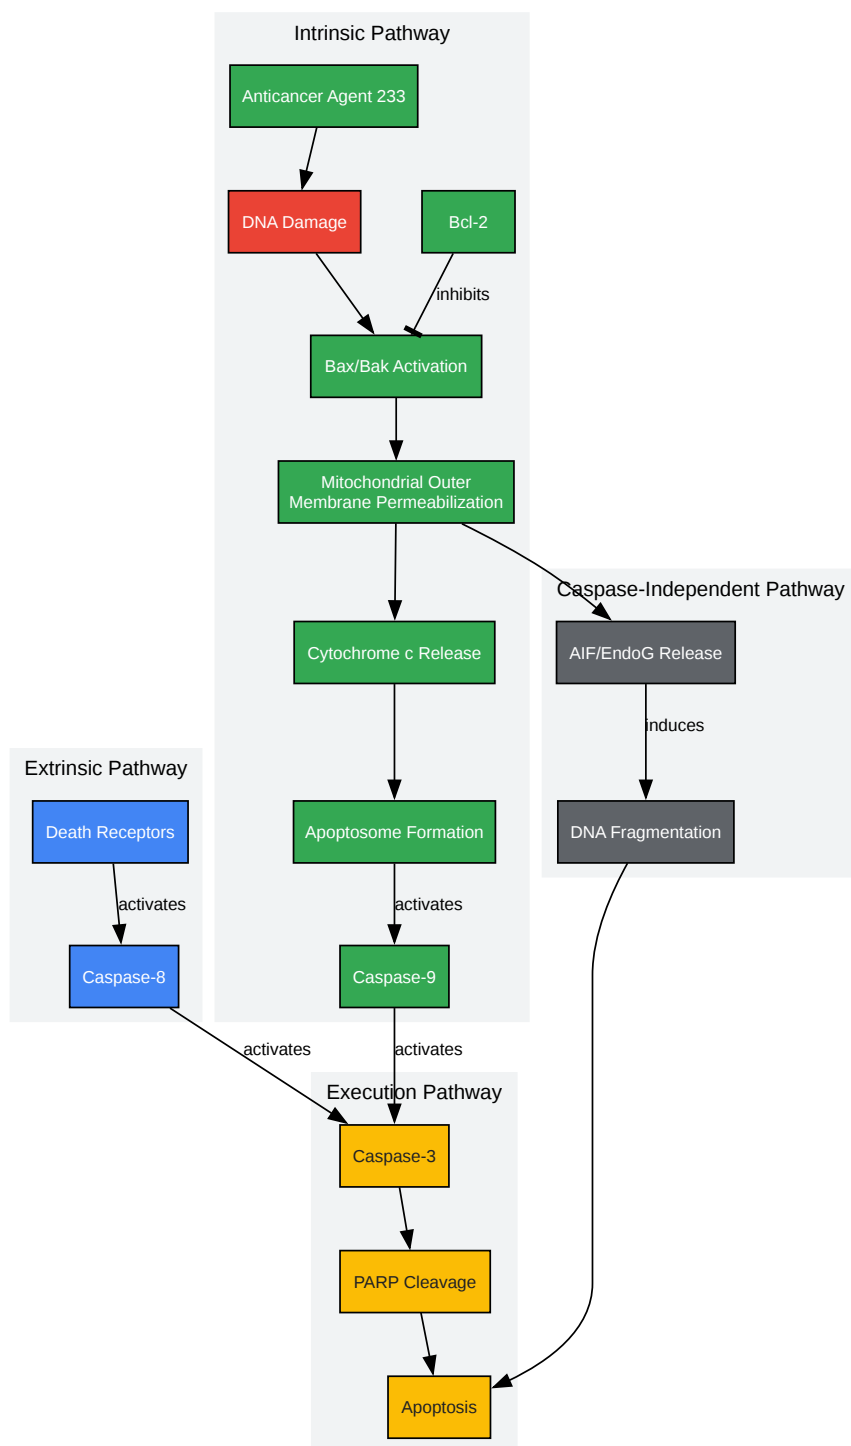 Intrinsic Pathway
Anticancer Agent 233
DNA Damage
Bcl-2
inhibits
Bax/Bak Activation
Mitochondrial Outer
Membrane Permeabilization
Caspase-Independent Pathway
Cytochrome c Release
AIF/EndoG Release
induces
Extrinsic Pathway
Death Receptors
Apoptosome Formation
DNA Fragmentation
activates
activates
Caspase-8
Caspase-9
activates
activates
Execution Pathway
Caspase-3
PARP Cleavage
Apoptosis